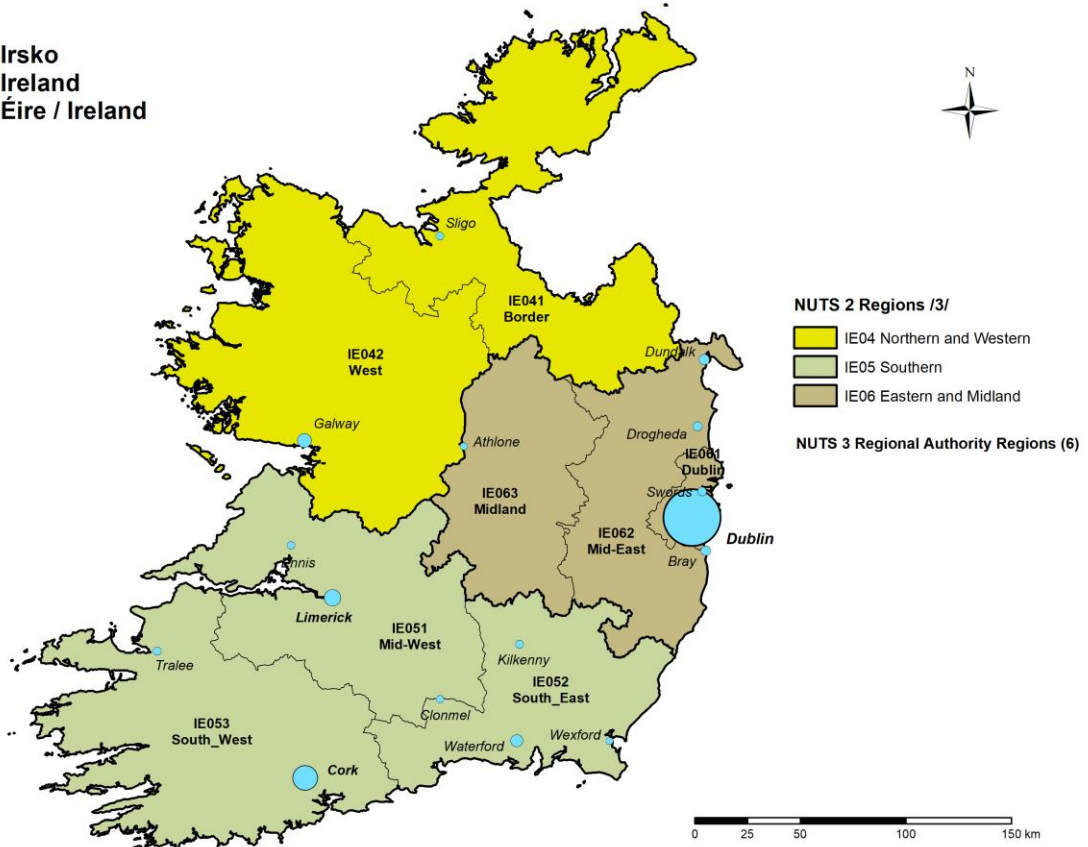 Irsko
Ireland
Éire / Ireland
N
Sligo
IE041
Border
NUTS 2 Regions /3/
IE04 Northern and Western
IE05 Southern
IE06 Eastern and Midland
NUTS 3 Regional Authority Regions (6)
IE042
West
Dundalk
Galway
Athlone
Drogheda
IE061
Dublin
IE063
Midland
Swords
IE062
Mid-East
Dublin
Bray
Ennis
Limerick
IE051
Mid-West
Tralee
Kilkenny
IE052
South_East
Clonmel
IE053
South_West
Waterford
Wexford
Cork
0 25 50 100 150 km